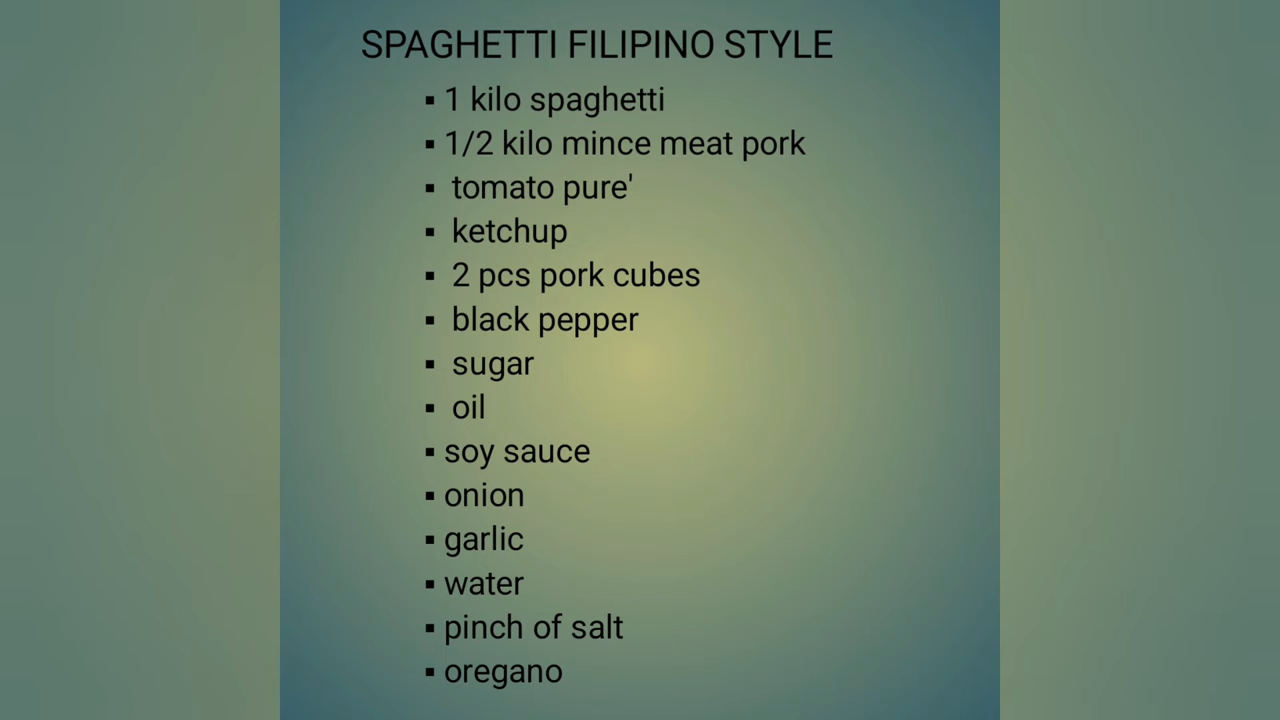 SPAGHETTI FILIPINO STYLE
▪ 1 kilo spaghetti
▪ 1/2 kilo mince meat pork
▪ tomato pure'
▪ ketchup
▪ 2 pcs pork cubes
▪ black pepper
▪ sugar
▪ oil
▪ soy sauce
▪ onion
▪ garlic
▪ water
▪ pinch of salt
▪ oregano